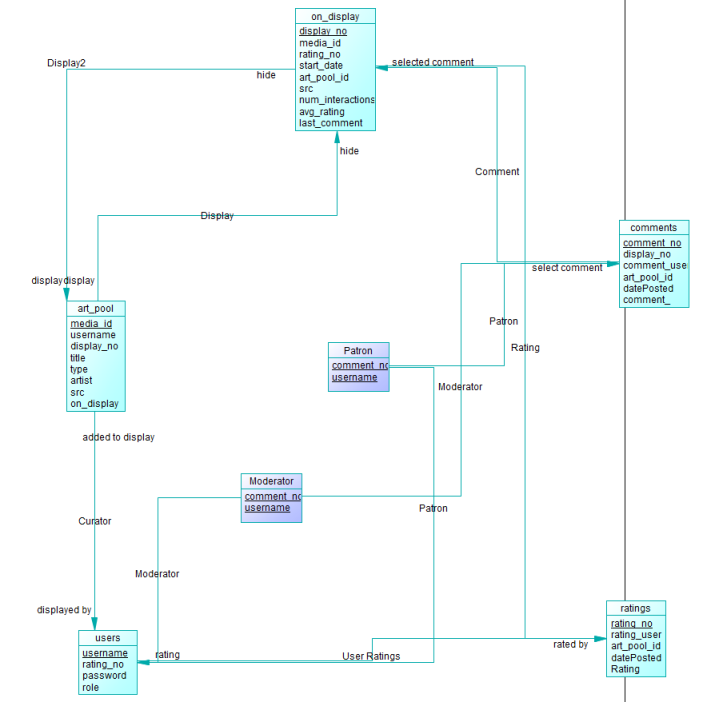 on_display
display_no
media_id
rating_no
start_date
art_pool_id
src
num_interactions
avg_rating
last_comment
Display2
hide
selected comment
hide
Comment
Display
comments
comment_no
display_no
comment_use
art_pool_id
datePosted
comment_
select comment
displaydisplay
art_pool
media_id
username
display_no
title
type
artist
src
on_display
Patron
Rating
Patron
comment_no
username
Moderator
added to display
Moderator
comment_no
username
Patron
Curator
Moderator
displayed by
users
username
rating_no
password
role
rating
User Ratings
rated by
ratings
rating_no
rating_user
art_pool_id
datePosted
Rating